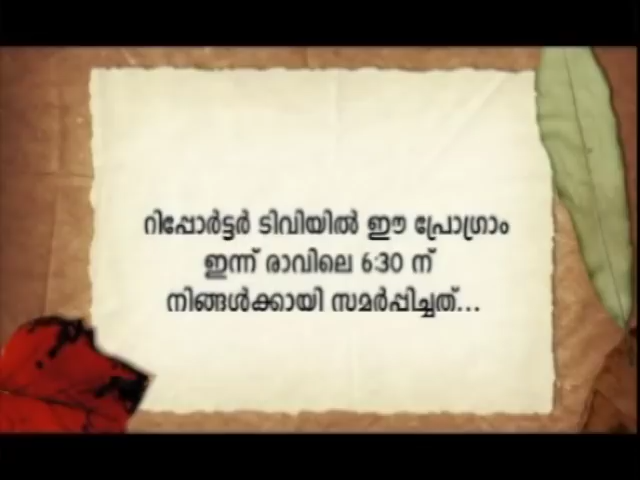 റിപ്പോർട്ടർ ടിവിയിൽ ഈ പ്രോഗ്രാം
ഇന്ന് രാവിലെ 6:30 ന്
നിങ്ങൾക്കായി സമർപ്പിച്ചത്...